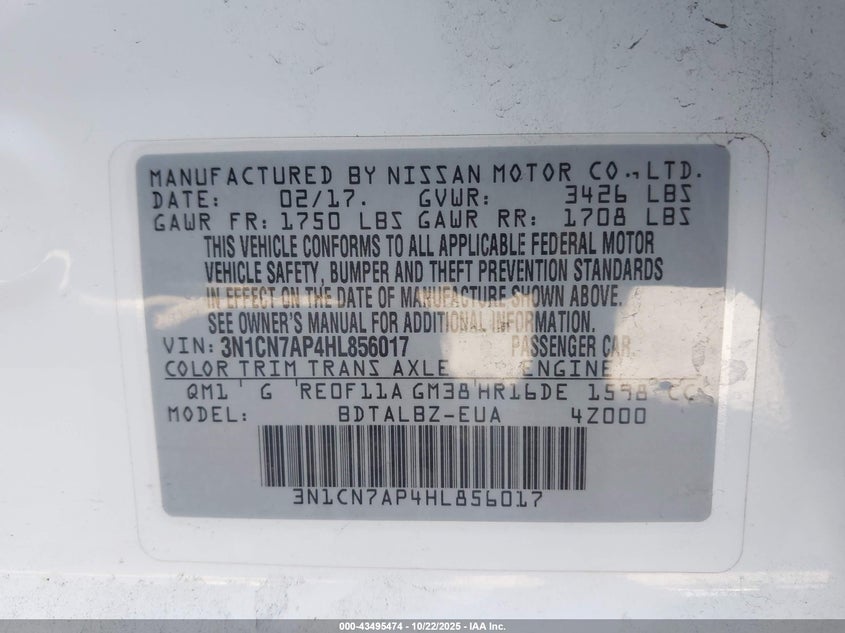 MANUFACTURED BY NISSAN MOTOR CO., LTD.
DATE: 02/17. GVWR: 3426 LBS
GAWR FR: 1750 LBS GAWR RR: 1708 LBS
THIS VEHICLE CONFORMS TO ALL APPLICABLE FEDERAL MOTOR
VEHICLE SAFETY, BUMPER AND THEFT PREVENTION STANDARDS
IN EFFECT ON THE DATE OF MANUFACTURE SHOWN ABOVE.
SEE OWNER'S MANUAL FOR ADDITIONAL INFORMATION.
VIN: 3N1CN7AP4HL856017 PASSENGER CAR
COLOR TRIM TRANS AXLE ENGINE
QM1 G RE0F11A GM38 HR16DE 1598 CC
MODEL: BDTALBZ-EUA 4Z000
3N1CN7AP4HL856017
000-43495474 | 10/22/2025 - IAA Inc.